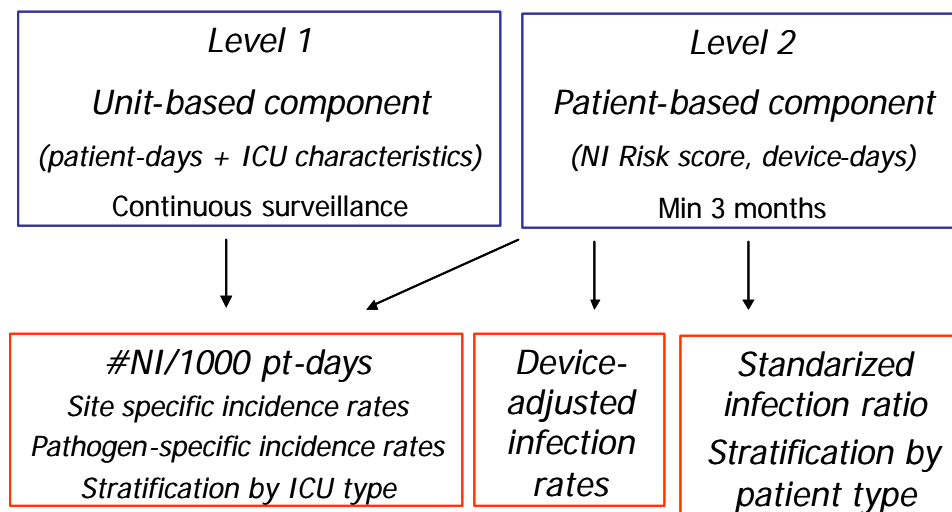 Level 1
Unit-based component
(patient-days + ICU characteristics)
Continuous surveillance
Level 2
Patient-based component
(NI Risk score, device-days)
Min 3 months
#NI/1000 pt-days
Site specific incidence rates
Pathogen-specific incidence rates
Stratification by ICU type
Device-
adjusted
infection
rates
Standarized
infection ratio
Stratification by
patient type